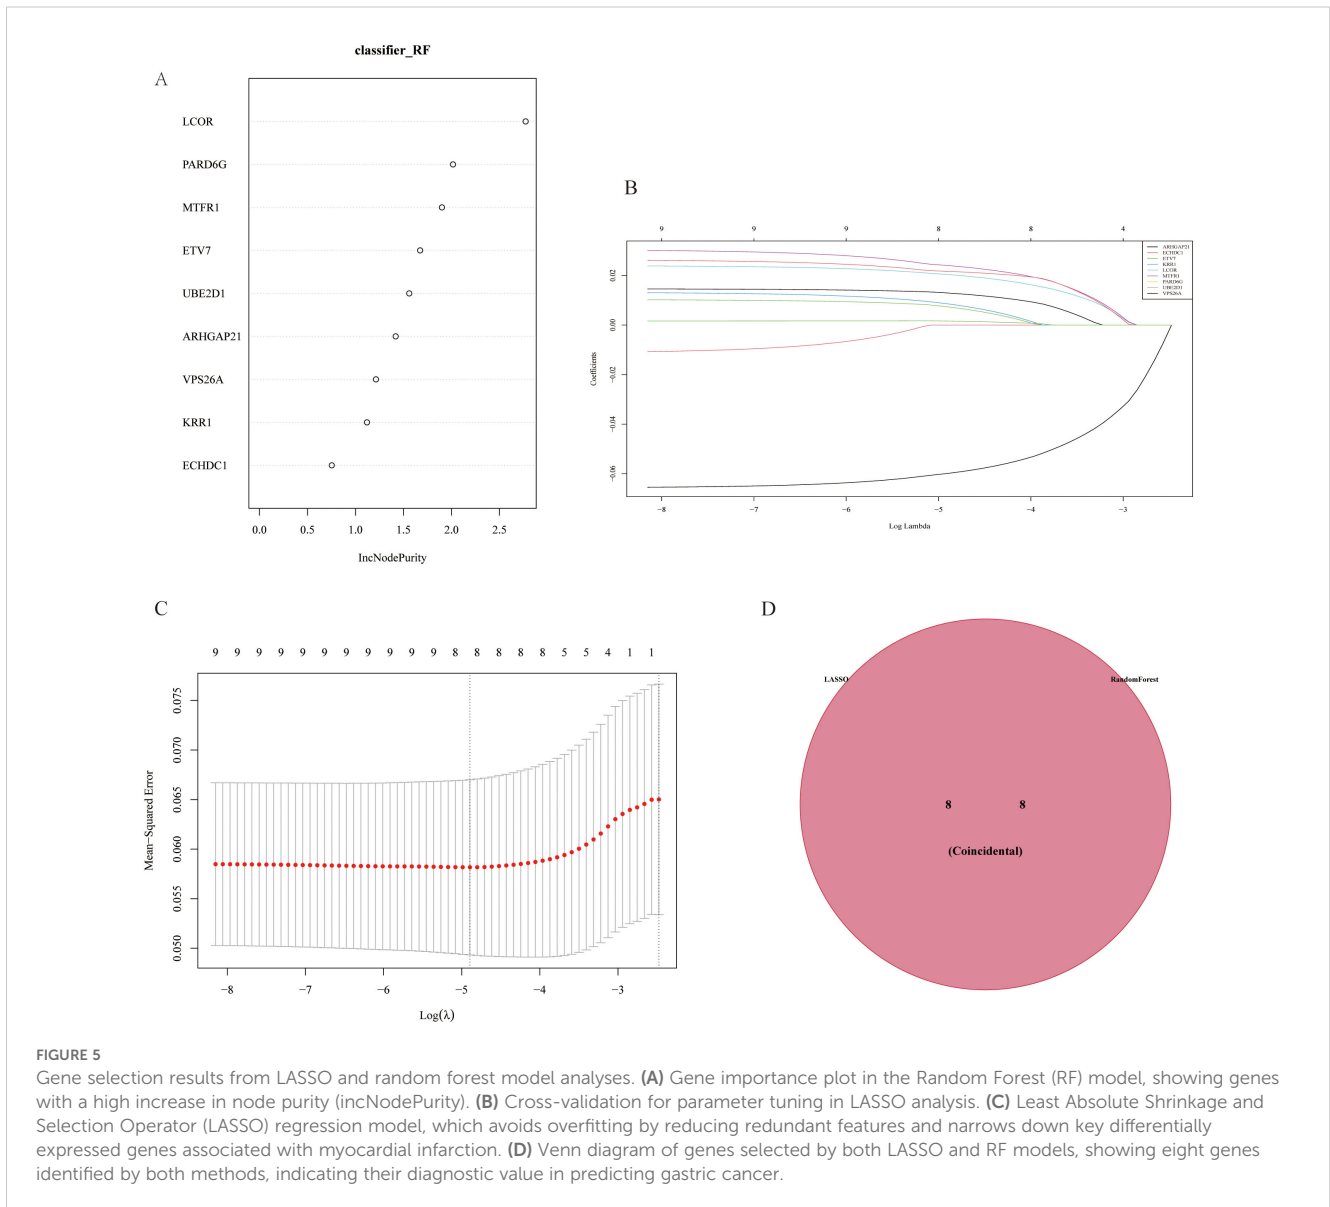 classifier_RF
A
LCOR
PARD6G
MTFR1
ETV7
UBE2D1
ARHGAP21
VPS26A
KRR1
ECHDC1
0.0 0.5 1.0 1.5 2.0 2.5
IncNodePurity
B
9 9 9 8 8 4
ARHGAP21
ECHDC1
ETV7
KRR1
LCOR
MTFR1
PARD6G
UBE2D1
VPS26A
0.02
0.00
−0.02
−0.04
−0.06
Coefficients
−8 −7 −6 −5 −4 −3
Log Lambda
C
9 9 9 9 9 9 9 9 9 9 9 8 8 8 8 8 5 5 4 1 1
0.075
0.070
0.065
0.060
0.055
0.050
Mean−Squared Error
−8 −7 −6 −5 −4 −3
Log(λ)
D
LASSO RandomForest
8 8
(Coincidental)
FIGURE 5
Gene selection results from LASSO and random forest model analyses. (A) Gene importance plot in the Random Forest (RF) model, showing genes
with a high increase in node purity (incNodePurity). (B) Cross-validation for parameter tuning in LASSO analysis. (C) Least Absolute Shrinkage and
Selection Operator (LASSO) regression model, which avoids overfitting by reducing redundant features and narrows down key differentially
expressed genes associated with myocardial infarction. (D) Venn diagram of genes selected by both LASSO and RF models, showing eight genes
identified by both methods, indicating their diagnostic value in predicting gastric cancer.